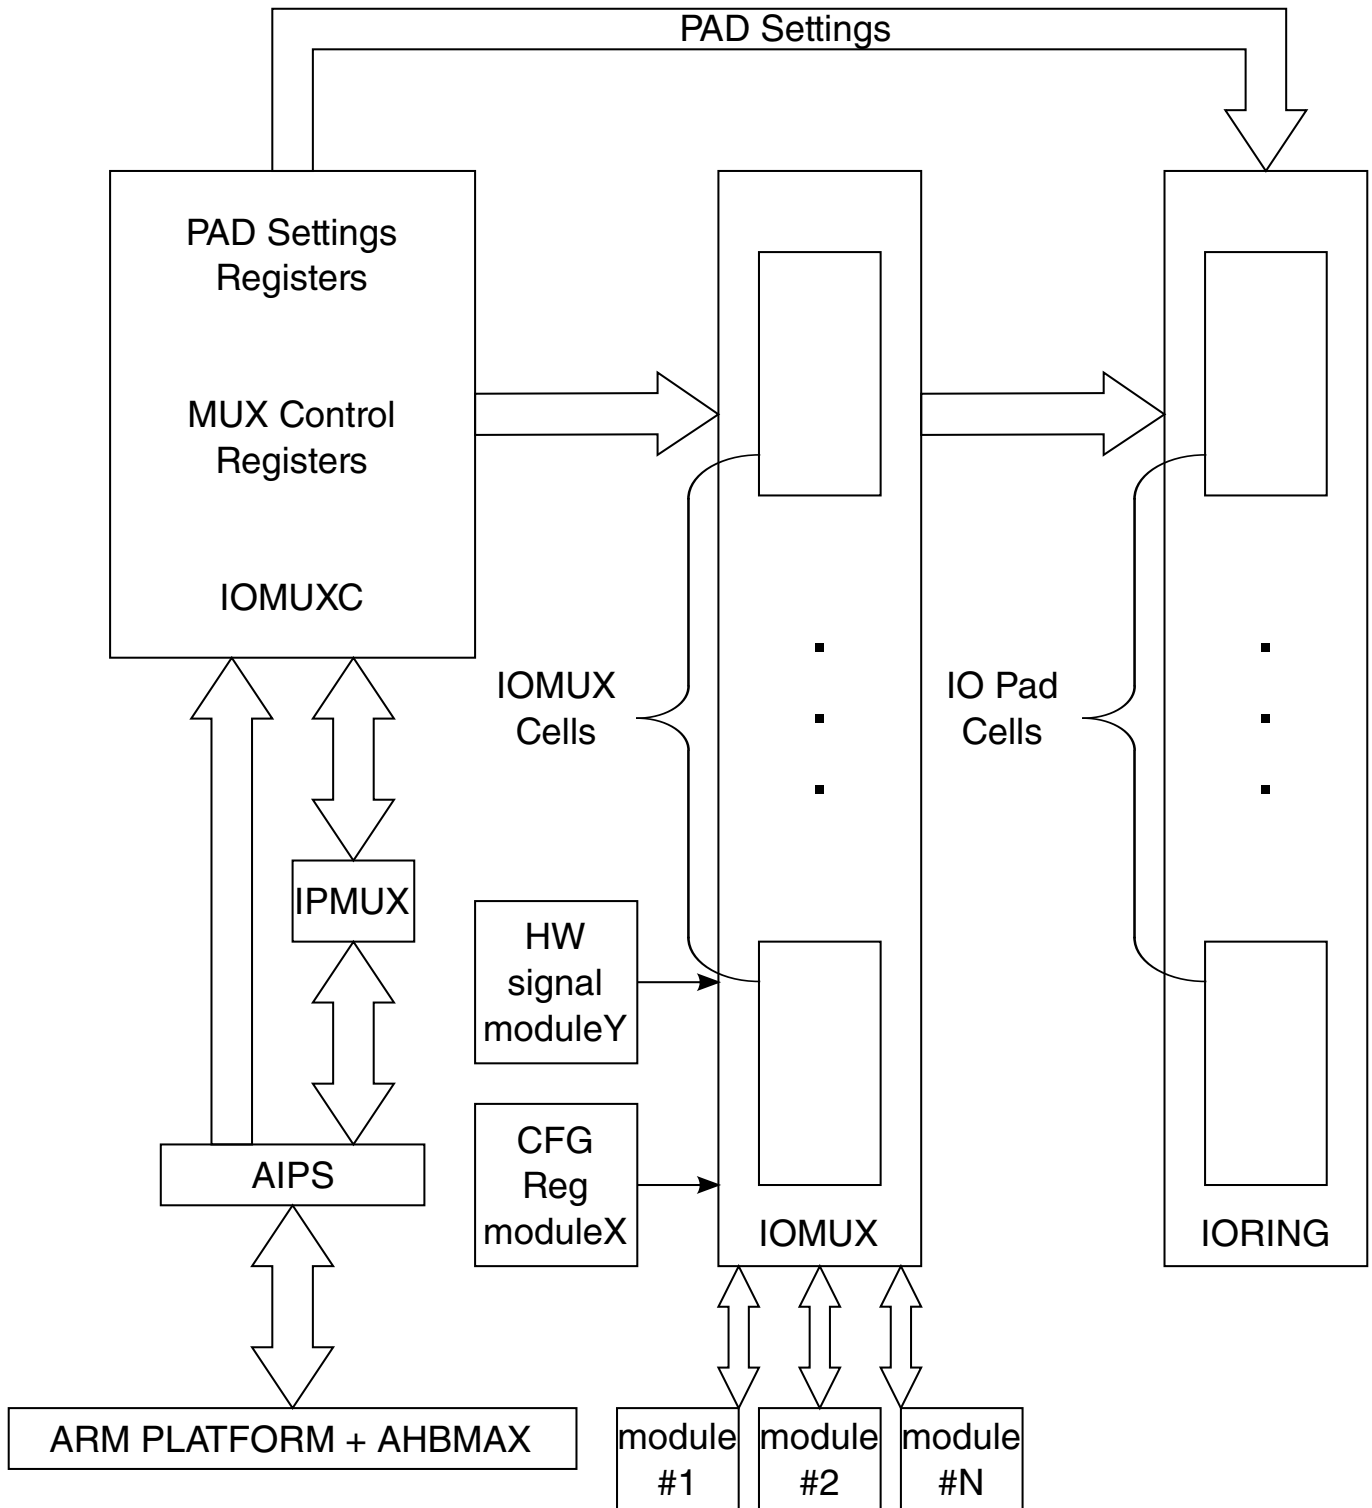 PAD Settings
PAD Settings
Registers
MUX Control
Registers
IOMUXC
IOMUX
Cells
IO Pad
Cells
IPMUX
HW
signal
moduleY
CFG
Reg
moduleX
AIPS
IOMUX
IORING
ARM PLATFORM + AHBMAX
module
#1
module
#2
module
#N